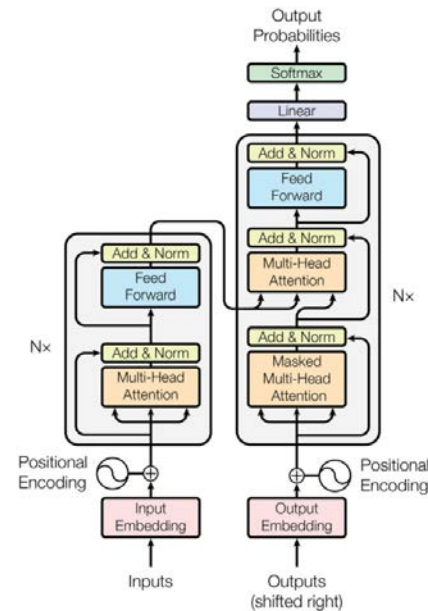 Output
Probabilities
Softmax
Linear
Add & Norm
Feed
Forward
Add & Norm
Multi-Head
Attention
Add & Norm
Masked
Multi-Head
Attention
N×
Add & Norm
Feed
Forward
Add & Norm
Multi-Head
Attention
N×
Positional
Encoding
Positional
Encoding
Input
Embedding
Output
Embedding
Inputs
Outputs
(shifted right)